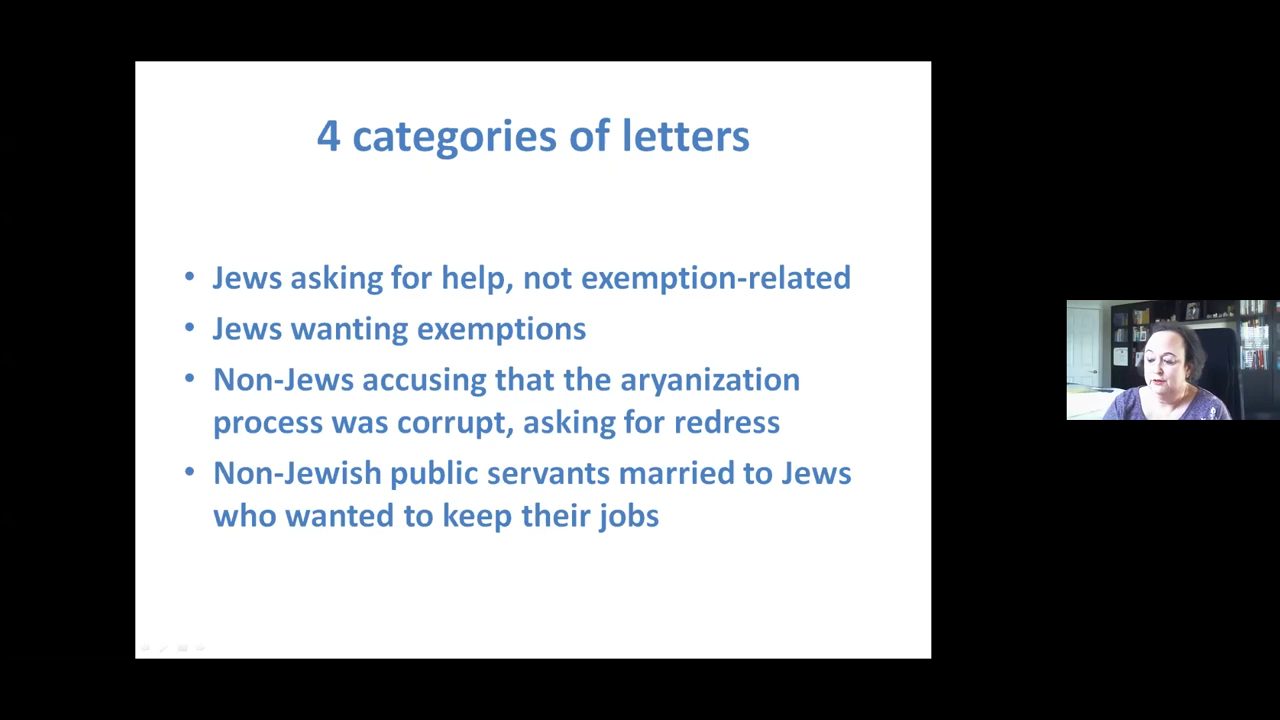 4 categories of letters
• Jews asking for help, not exemption-related
• Jews wanting exemptions
• Non-Jews accusing that the aryanization
process was corrupt, asking for redress
• Non-Jewish public servants married to Jews
who wanted to keep their jobs